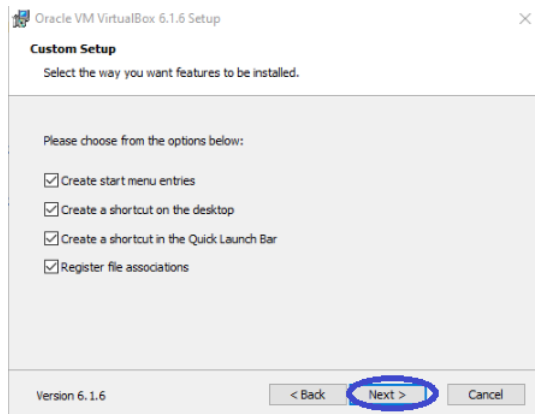 Oracle VM VirtualBox 6.1.6 Setup
Custom Setup
Select the way you want features to be installed.
Please choose from the options below:
Create start menu entries
Create a shortcut on the desktop
Create a shortcut in the Quick Launch Bar
Register file associations
Version 6.1.6
< Back
Next >
Cancel